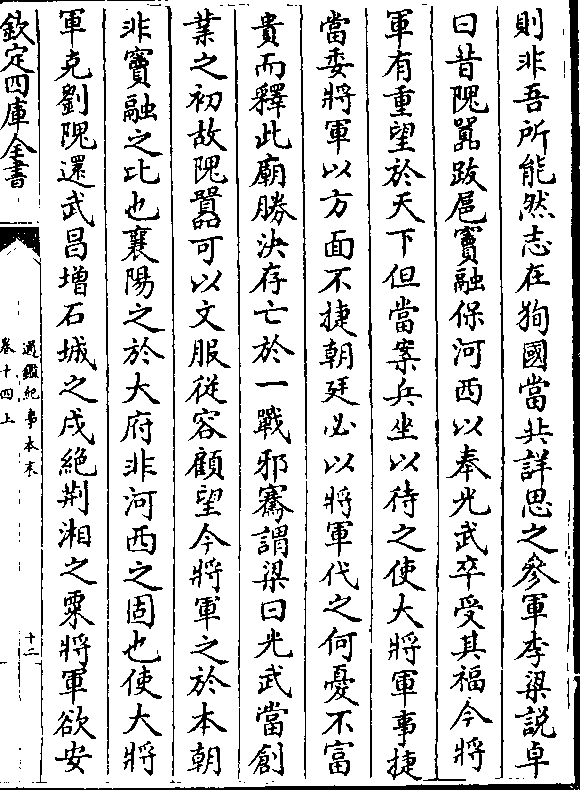 則非吾所能然志在狥國當共詳思之參軍李梁說卓
曰昔隗囂跋扈竇融保河西以奉光武卒受其福今將
軍有重望於天下但當案兵坐以待之使大將軍事捷
當委將軍以方面不捷朝廷必以將軍代之何憂不富
貴而釋此廟勝決存亡於一戰邪騫謂梁曰光武當創
業之初故隗囂可以文服從容顧望今將軍之於本朝
非竇融之比也襄陽之於大府非河西之固也使大將
軍克劉隗還武昌增石城之戍絶荆湘之粟將軍欲安
欽定四庫全書
通鑑紀事本末
卷十四上
十二